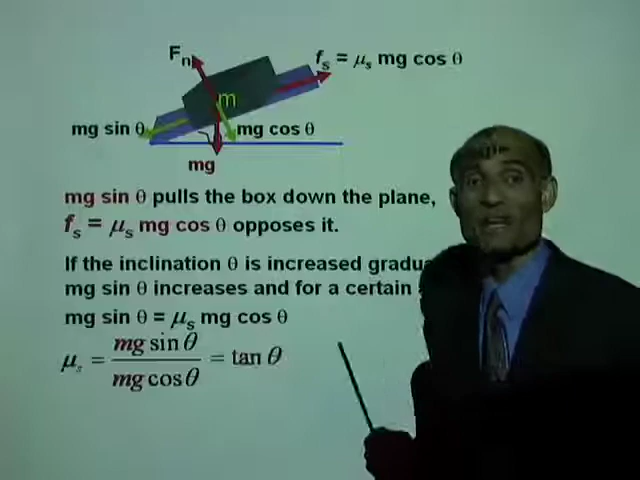 Fn
fs = μs mg cos θ
m
mg sin θ
mg cos θ
mg
mg sin θ pulls the box down the plane,
fs = μs mg cos θ opposes it.
If the inclination θ is increased
mg sin θ increases and for a certain
mg sin θ = μs mg cos θ
μs = mg sin θ / mg cos θ = tan θ